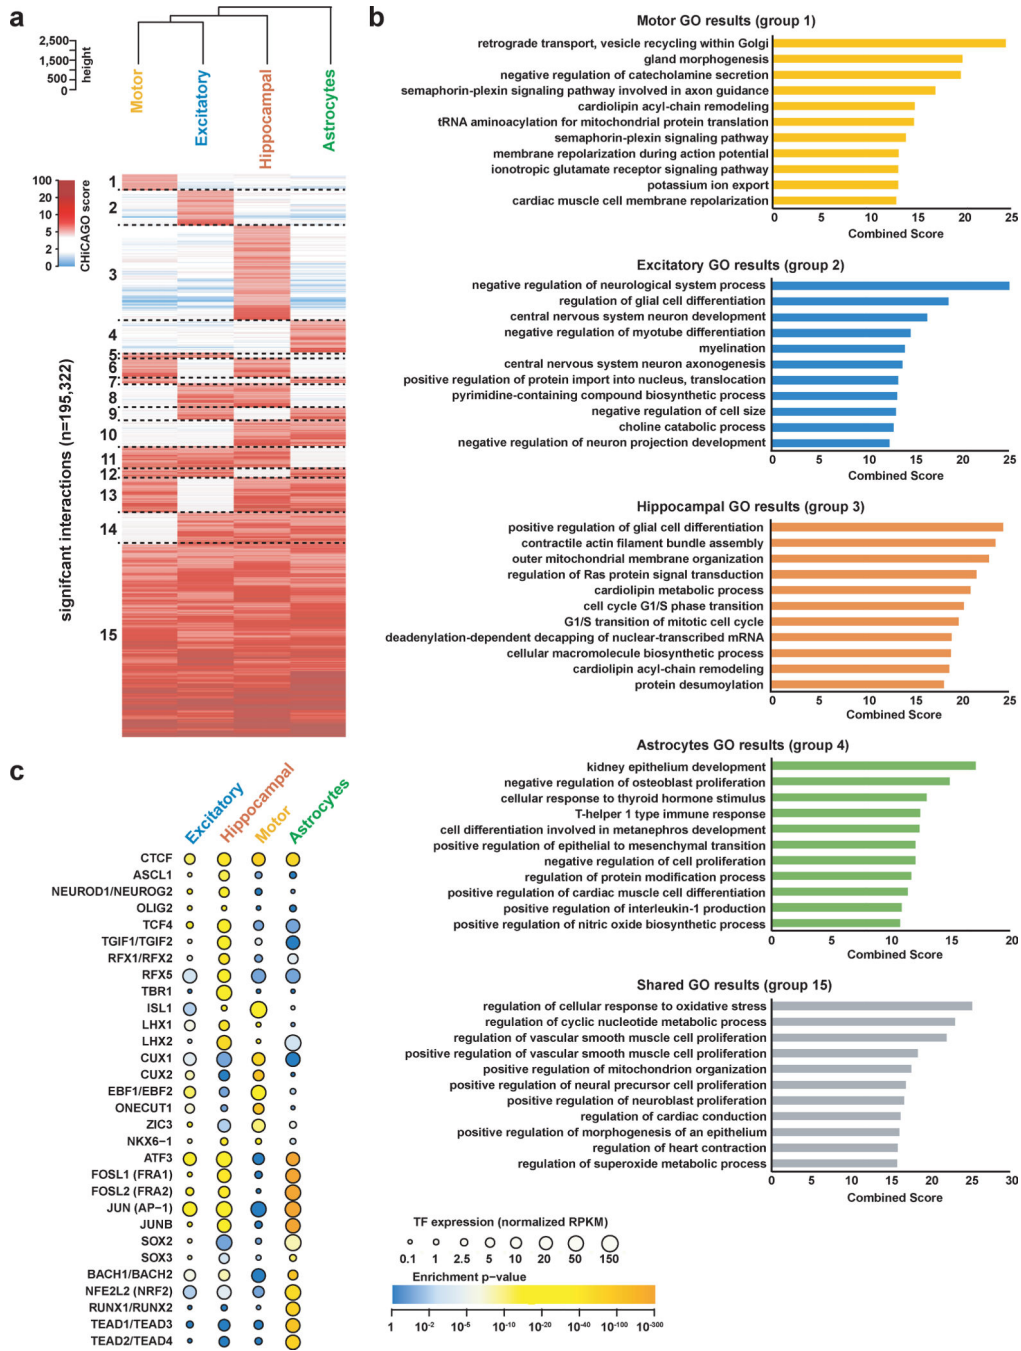 a
2,500
1,500
500
0
height
Motor
Excitatory
Hippocampal
Astrocytes
100
20
10
5
2
0
CHiCAGO score
1
2
3
4
5
6
7
8
9
10
11
12
13
14
15
signifcant interactions (n=195,322)
b
Motor GO results (group 1)
retrograde transport, vesicle recycling within Golgi
gland morphogenesis
negative regulation of catecholamine secretion
semaphorin-plexin signaling pathway involved in axon guidance
cardiolipin acyl-chain remodeling
tRNA aminoacylation for mitochondrial protein translation
semaphorin-plexin signaling pathway
membrane repolarization during action potential
ionotropic glutamate receptor signaling pathway
potassium ion export
cardiac muscle cell membrane repolarization
0 5 10 15 20 25
Combined Score
Excitatory GO results (group 2)
negative regulation of neurological system process
regulation of glial cell differentiation
central nervous system neuron development
negative regulation of myotube differentiation
myelination
central nervous system neuron axonogenesis
positive regulation of protein import into nucleus, translocation
pyrimidine-containing compound biosynthetic process
negative regulation of cell size
choline catabolic process
negative regulation of neuron projection development
0 5 10 15 20 25
Combined Score
Hippocampal GO results (group 3)
positive regulation of glial cell differentiation
contractile actin filament bundle assembly
outer mitochondrial membrane organization
regulation of Ras protein signal transduction
cardiolipin metabolic process
cell cycle G1/S phase transition
G1/S transition of mitotic cell cycle
deadenylation-dependent decapping of nuclear-transcribed mRNA
cellular macromolecule biosynthetic process
cardiolipin acyl-chain remodeling
protein desumoylation
0 5 10 15 20 25
Combined Score
Astrocytes GO results (group 4)
kidney epithelium development
negative regulation of osteoblast proliferation
cellular response to thyroid hormone stimulus
T-helper 1 type immune response
cell differentiation involved in metanephros development
positive regulation of epithelial to mesenchymal transition
negative regulation of cell proliferation
regulation of protein modification process
positive regulation of cardiac muscle cell differentiation
positive regulation of interleukin-1 production
positive regulation of nitric oxide biosynthetic process
0 5 10 15 20
Combined Score
Shared GO results (group 15)
regulation of cellular response to oxidative stress
regulation of cyclic nucleotide metabolic process
regulation of vascular smooth muscle cell proliferation
positive regulation of vascular smooth muscle cell proliferation
positive regulation of mitochondrion organization
positive regulation of neural precursor cell proliferation
positive regulation of neuroblast proliferation
regulation of cardiac conduction
positive regulation of morphogenesis of an epithelium
regulation of heart contraction
regulation of superoxide metabolic process
0 5 10 15 20 25 30
Combined Score
c
Excitatory
Hippocampal
Motor
Astrocytes
CTCF
ASCL1
NEUROD1/NEUROG2
OLIG2
TCF4
TGIF1/TGIF2
RFX1/RFX2
RFX5
TBR1
ISL1
LHX1
LHX2
CUX1
CUX2
EBF1/EBF2
ONECUT1
ZIC3
NKX6-1
ATF3
FOSL1 (FRA1)
FOSL2 (FRA2)
JUN (AP-1)
JUNB
SOX2
SOX3
BACH1/BACH2
NFE2L2 (NRF2)
RUNX1/RUNX2
TEAD1/TEAD3
TEAD2/TEAD4
TF expression (normalized RPKM)
0.1 1 2.5 5 10 20 50 150
Enrichment p-value
1 10-2 10-5 10-10 10-20 10-40 10-100 10-300